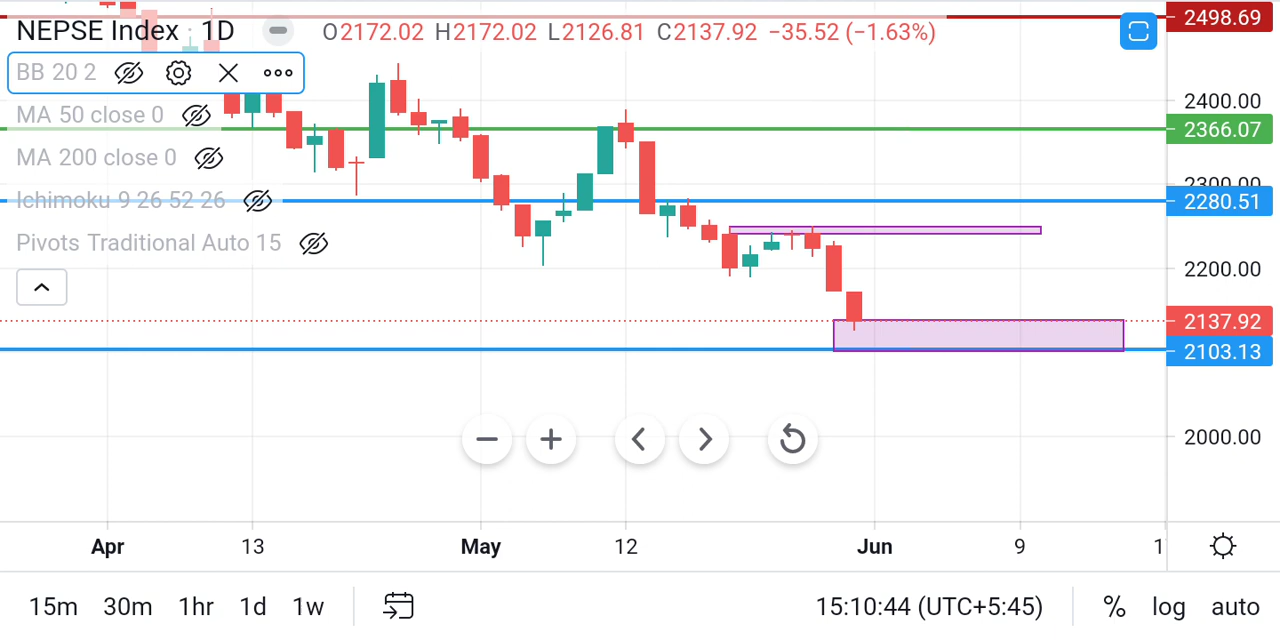 NEPSE Index · 1D O2172.02 H2172.02 L2126.81 C2137.92 −35.52 (−1.63%)
BB 20 2
MA 50 close 0
MA 200 close 0
Ichimoku 9 26 52 26
Pivots Traditional Auto 15
2498.69
2400.00
2366.07
2300.00
2280.51
2200.00
2137.92
2103.13
2000.00
Apr 13 May 12 Jun 9
15m 30m 1hr 1d 1w 15:10:44 (UTC+5:45) % log auto